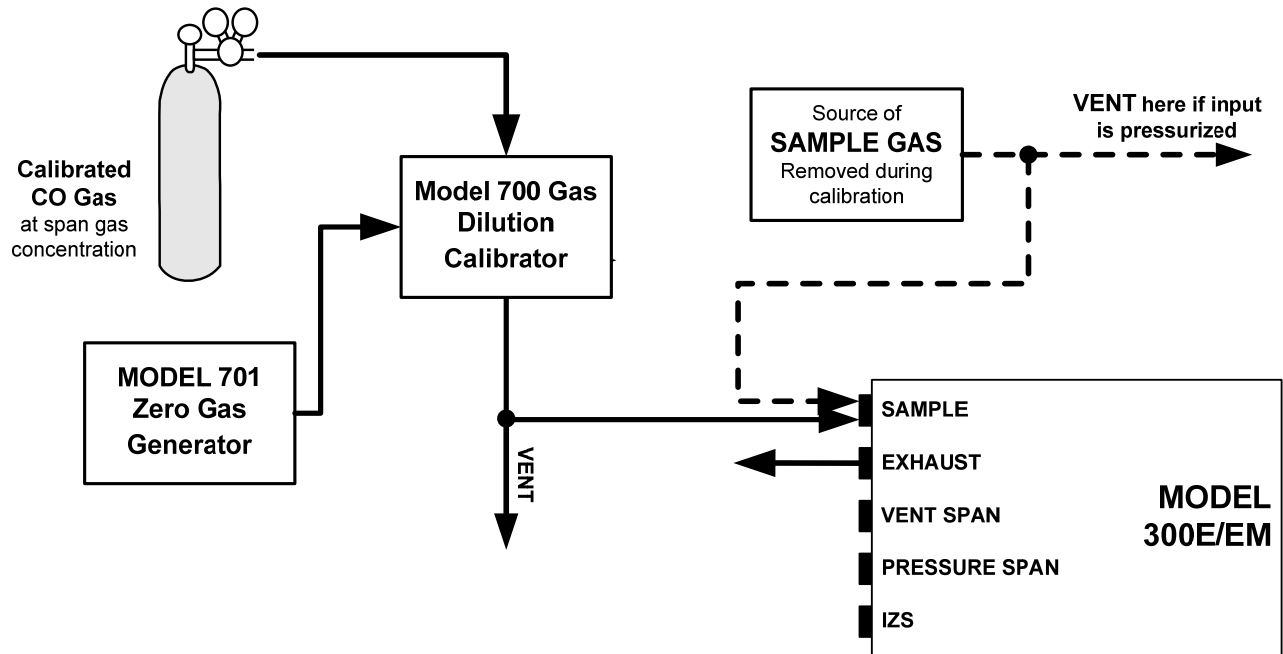 Calibrated
CO Gas
at span gas
concentration
Model 700 Gas
Dilution
Calibrator
MODEL 701
Zero Gas
Generator
VENT
Source of
SAMPLE GAS
Removed during
calibration
VENT here if input
is pressurized
SAMPLE
EXHAUST
VENT SPAN
PRESSURE SPAN
IZS
MODEL
300E/EM